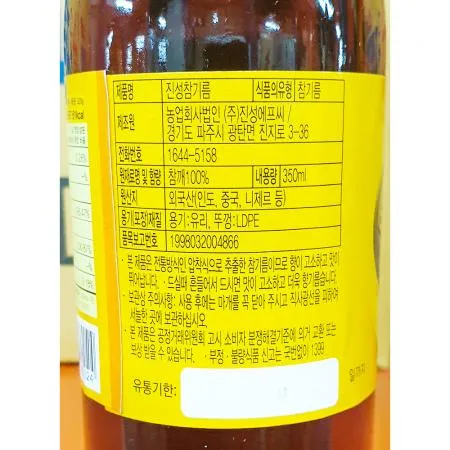 제품명 진성참기름 식품의유형 참기름
제조원 농업회사법인 (주)진성에프씨 /
경기도 파주시 광탄면 진지로 3-36
전화번호 1644-5158
원재료명 및 함량 참깨100% 내용량 350ml
원산지 외국산(인도, 중국, 니제르 등)
용기(포장)재질 용기:유리, 뚜껑:LDPE
품목보고번호 1998032004866
· 본 제품은 전통방식인 압착식으로 추출한 참기름이므로 향이 고소하고 맛이
뛰어납니다. · 드실때 흔들어서 드시면 맛이 고소하고 더욱 향기롭습니다.
· 보관상 주의사항: 사용 후에는 마개를 꼭 닫아 주시고 직사광선을 피하여
서늘한 곳에 보관하십시오.
· 본 제품은 공정거래위원회 고시 소비자 분쟁해결기준에 의거 교환 또는
보상 받을 수 있습니다. · 부정·불량식품 신고는 국번없이 1399
유통기한: